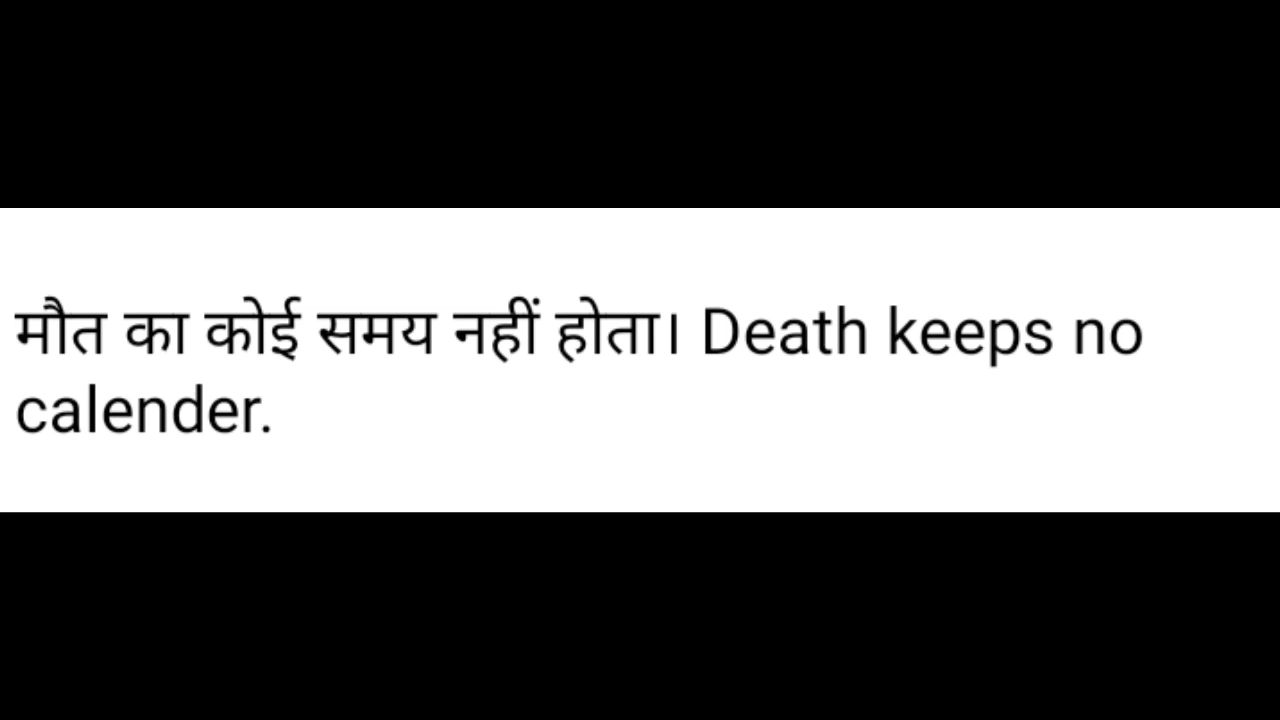 मौत का कोई समय नहीं होता। Death keeps no
calender.